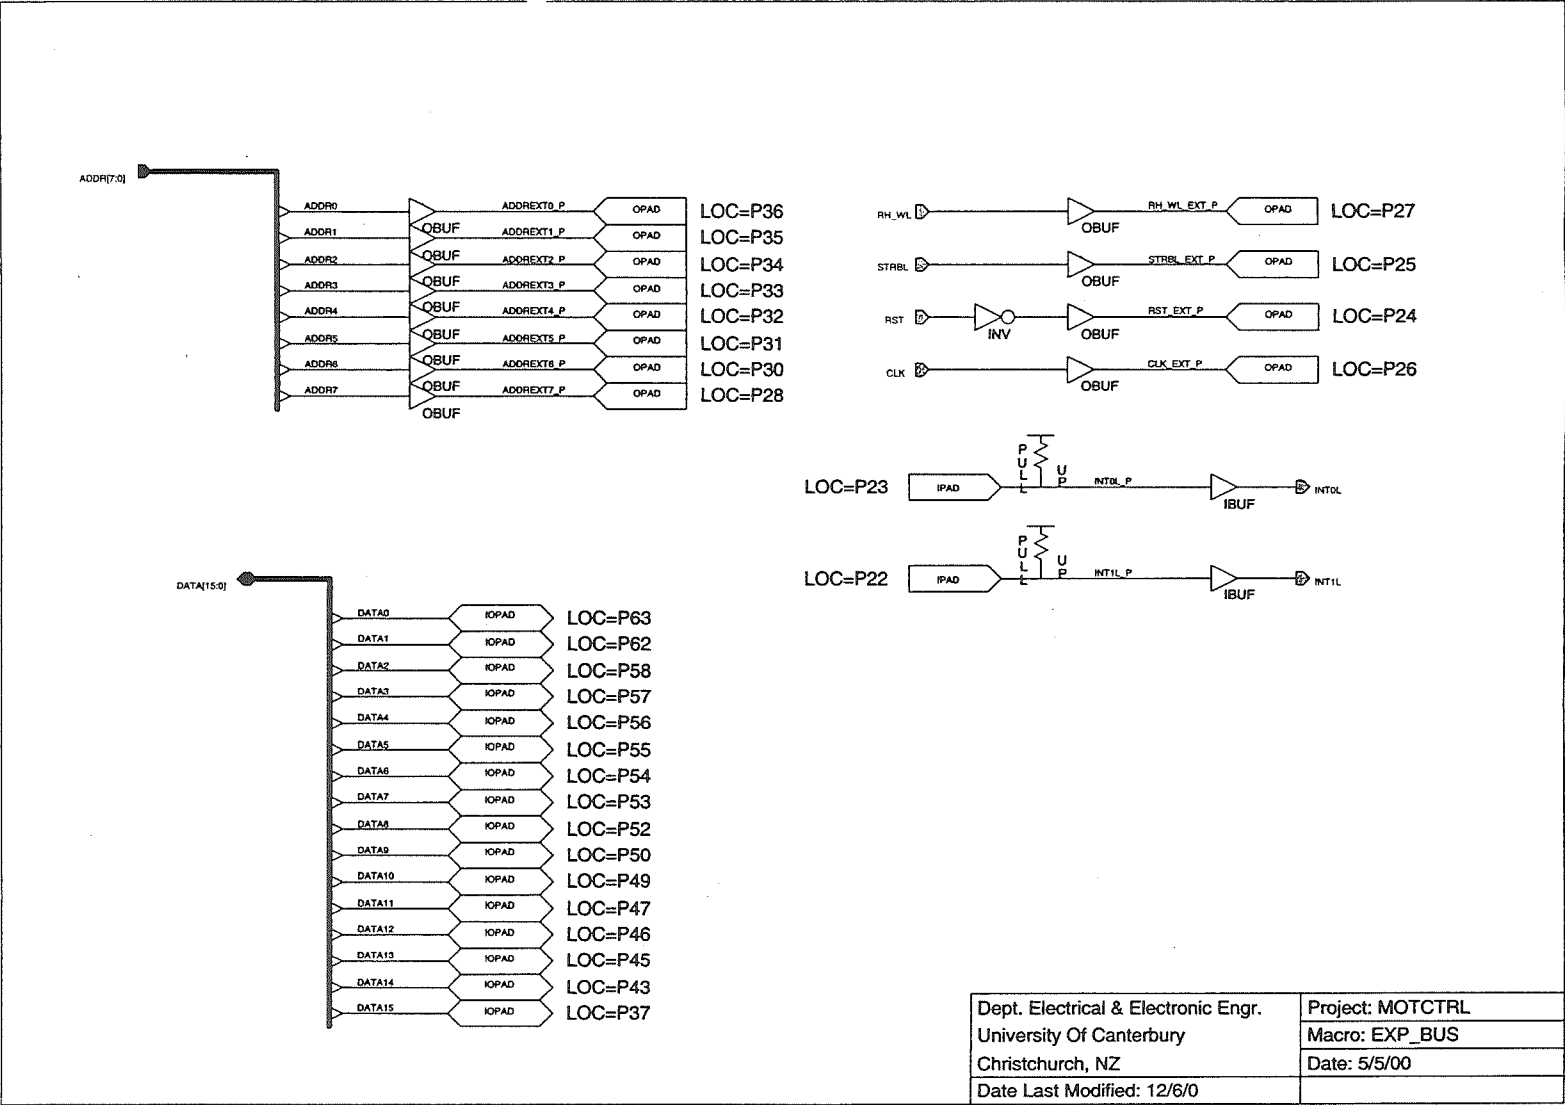 ADDR[7:0]
ADDR0 OBUF ADDREXT0_P OPAD LOC=P36
ADDR1 OBUF ADDREXT1_P OPAD LOC=P35
ADDR2 OBUF ADDREXT2_P OPAD LOC=P34
ADDR3 OBUF ADDREXT3_P OPAD LOC=P33
ADDR4 OBUF ADDREXT4_P OPAD LOC=P32
ADDR5 OBUF ADDREXT5_P OPAD LOC=P31
ADDR6 OBUF ADDREXT6_P OPAD LOC=P30
ADDR7 OBUF ADDREXT7_P OPAD LOC=P28
RH_WL OBUF RH_WL_EXT_P OPAD LOC=P27
STRBL OBUF STRBL_EXT_P OPAD LOC=P25
RST INV OBUF RST_EXT_P OPAD LOC=P24
CLK OBUF CLK_EXT_P OPAD LOC=P26
LOC=P23 IPAD PULL UP INT0L_P IBUF INT0L
LOC=P22 IPAD PULL UP INT1L_P IBUF INT1L
DATA[15:0]
DATA0 IOPAD LOC=P63
DATA1 IOPAD LOC=P62
DATA2 IOPAD LOC=P58
DATA3 IOPAD LOC=P57
DATA4 IOPAD LOC=P56
DATA5 IOPAD LOC=P55
DATA6 IOPAD LOC=P54
DATA7 IOPAD LOC=P53
DATA8 IOPAD LOC=P52
DATA9 IOPAD LOC=P50
DATA10 IOPAD LOC=P49
DATA11 IOPAD LOC=P47
DATA12 IOPAD LOC=P46
DATA13 IOPAD LOC=P45
DATA14 IOPAD LOC=P43
DATA15 IOPAD LOC=P37
Dept. Electrical & Electronic Engr.
University Of Canterbury
Christchurch, NZ
Date Last Modified: 12/6/0
Project: MOTCTRL
Macro: EXP_BUS
Date: 5/5/00